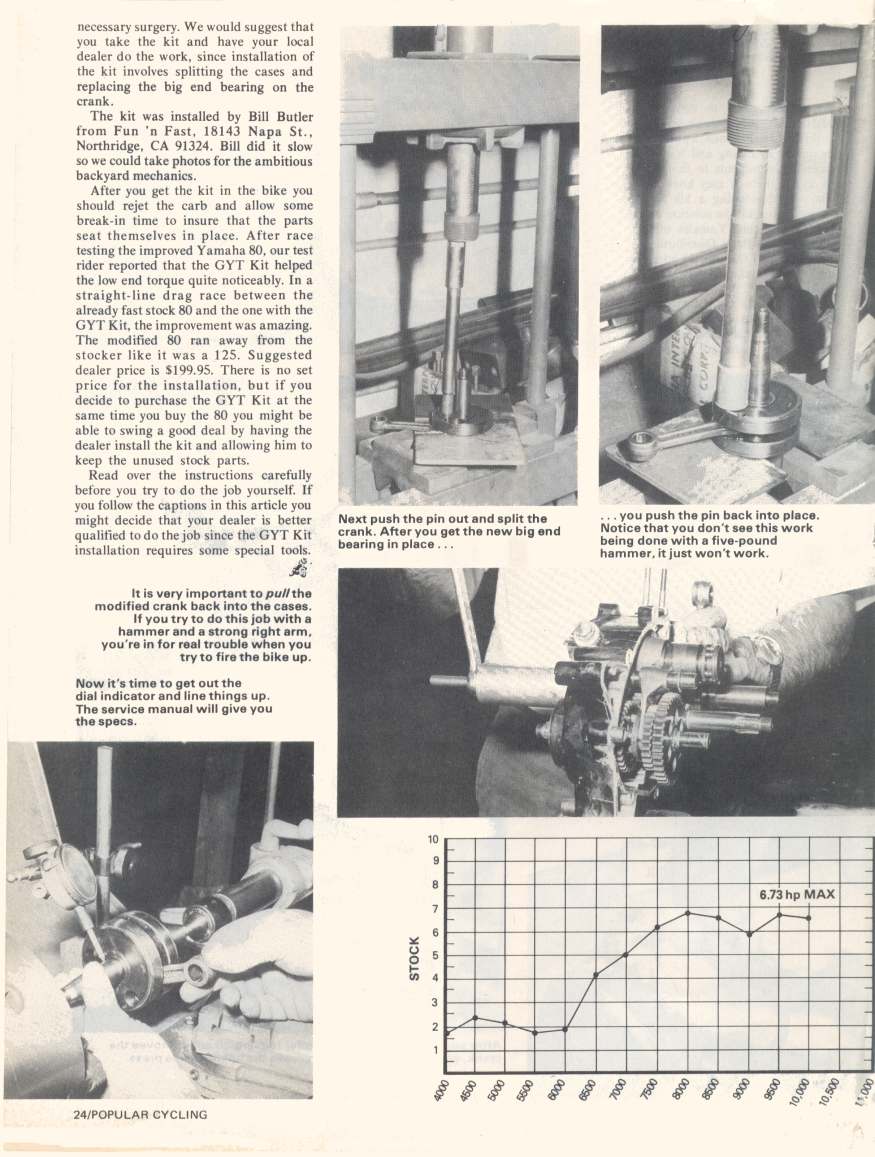 necessary surgery. We would suggest that
you take the kit and have your local
dealer do the work, since installation of
the kit involves splitting the cases and
replacing the big end bearing on the
crank.
The kit was installed by Bill Butler
from Fun 'n Fast, 18143 Napa St.,
Northridge, CA 91324. Bill did it slow
so we could take photos for the ambitious
backyard mechanics.
After you get the kit in the bike you
should rejet the carb and allow some
break-in time to insure that the parts
seat themselves in place. After race
testing the improved Yamaha 80, our test
rider reported that the GYT Kit helped
the low end torque quite noticeably. In a
straight-line drag race between the
already fast stock 80 and the one with the
GYT Kit, the improvement was amazing.
The modified 80 ran away from the
stocker like it was a 125. Suggested
dealer price is $199.95. There is no set
price for the installation, but if you
decide to purchase the GYT Kit at the
same time you buy the 80 you might be
able to swing a good deal by having the
dealer install the kit and allowing him to
keep the unused stock parts.
Read over the instructions carefully
before you try to do the job yourself. If
you follow the captions in this article you
might decide that your dealer is better
qualified to do the job since the GYT Kit
installation requires some special tools.
It is very important to pull the
modified crank back into the cases.
If you try to do this job with a
hammer and a strong right arm,
you're in for real trouble when you
try to fire the bike up.
Now it's time to get out the
dial indicator and line things up.
The service manual will give you
the specs.
Next push the pin out and split the
crank. After you get the new big end
bearing in place . . .
. . . you push the pin back into place.
Notice that you don't see this work
being done with a five-pound
hammer, it just won't work.
CORP.
10
9
8
7
6
5
4
3
2
1
STOCK
6.73 hp MAX
4000
4500
5000
5500
6000
6500
7000
7500
8000
8500
9000
9500
10,000
10,500
11,000
24/POPULAR CYCLING